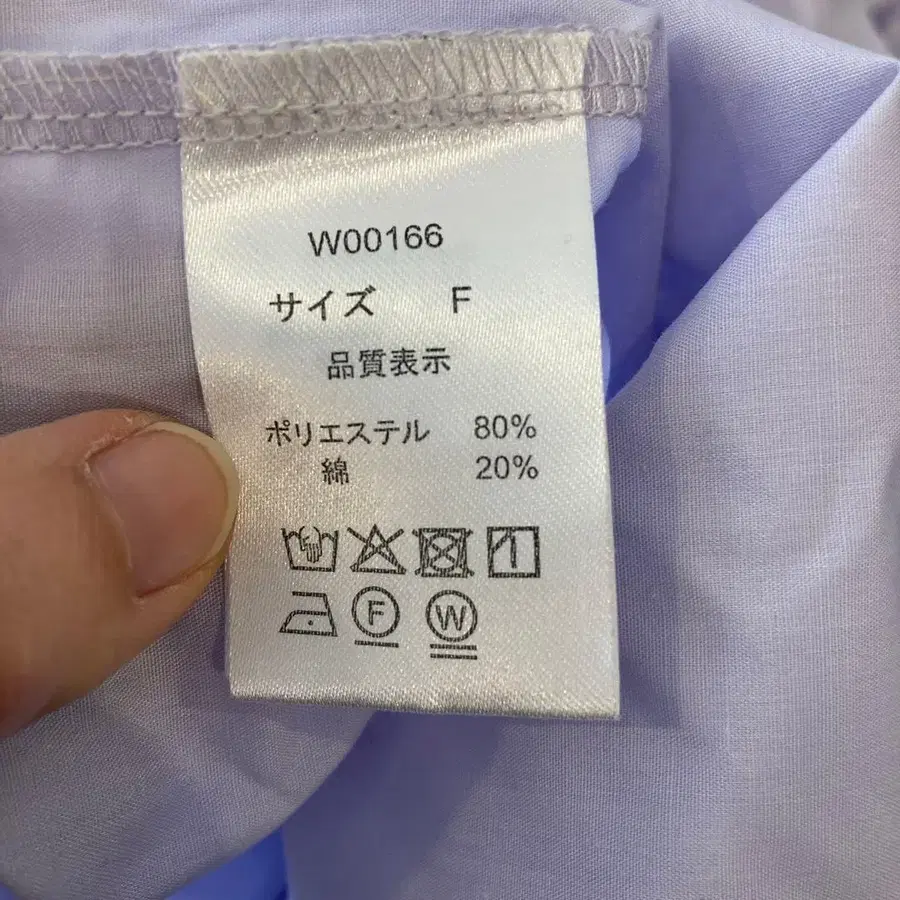 W00166
サイズ F
品質表示
ポリエステル 80%
綿 20%
F W